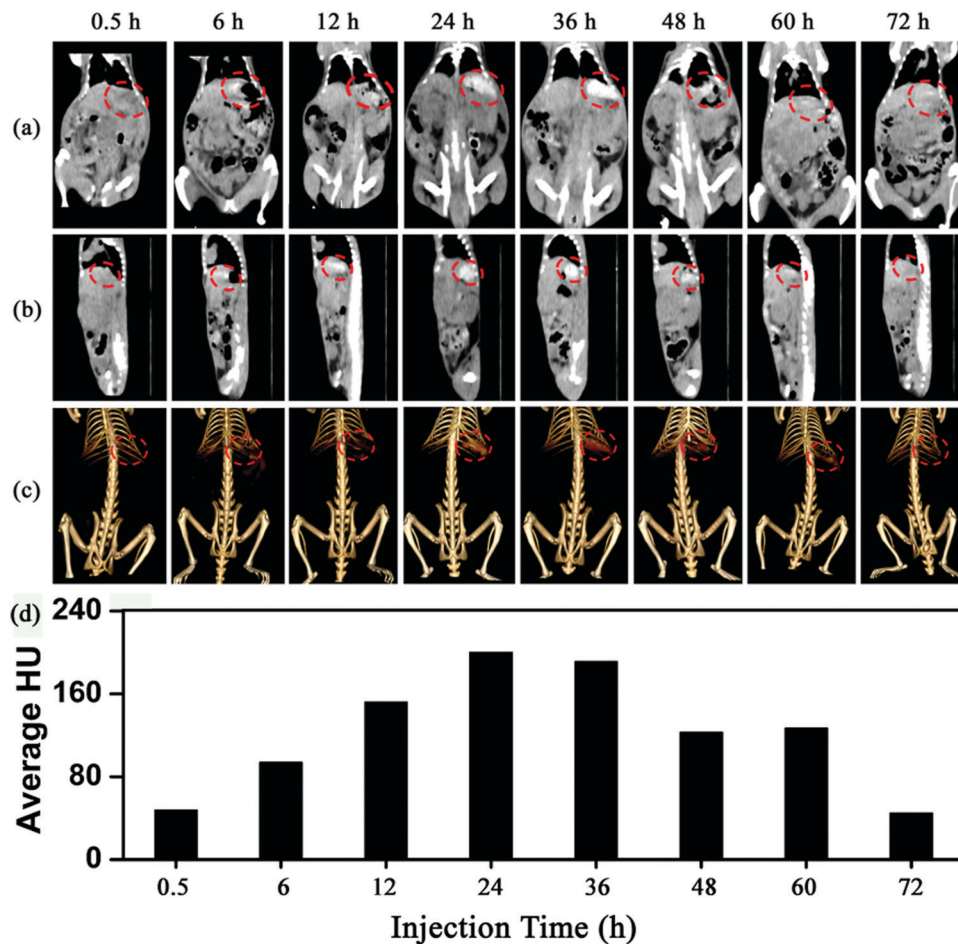 0.5 h 6 h 12 h 24 h 36 h 48 h 60 h 72 h
(a)
(b)
(c)
(d)
240
160
80
0
Average HU
0.5 6 12 24 36 48 60 72
Injection Time (h)